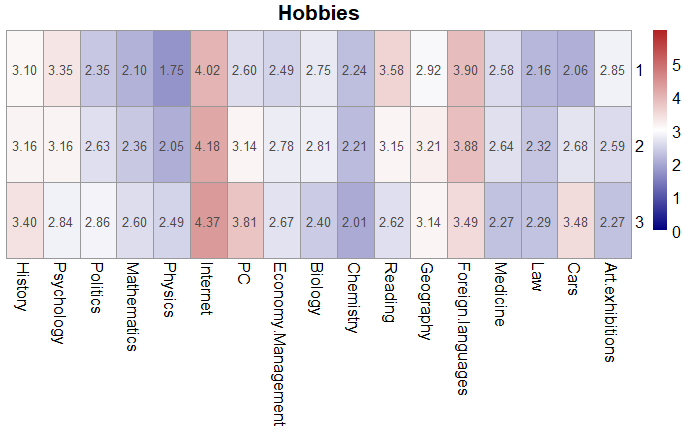 Hobbies
3.10 3.35 2.35 2.10 1.75 4.02 2.60 2.49 2.75 2.24 3.58 2.92 3.90 2.58 2.16 2.06 2.85 1
3.16 3.16 2.63 2.36 2.05 4.18 3.14 2.78 2.81 2.21 3.15 3.21 3.88 2.64 2.32 2.68 2.59 2
3.40 2.84 2.86 2.60 2.49 4.37 3.81 2.67 2.40 2.01 2.62 3.14 3.49 2.27 2.29 3.48 2.27 3
History
Psychology
Politics
Mathematics
Physics
Internet
PC
Economy.Management
Biology
Chemistry
Reading
Geography
Foreign.languages
Medicine
Law
Cars
Art.exhibitions
5
4
3
2
1
0